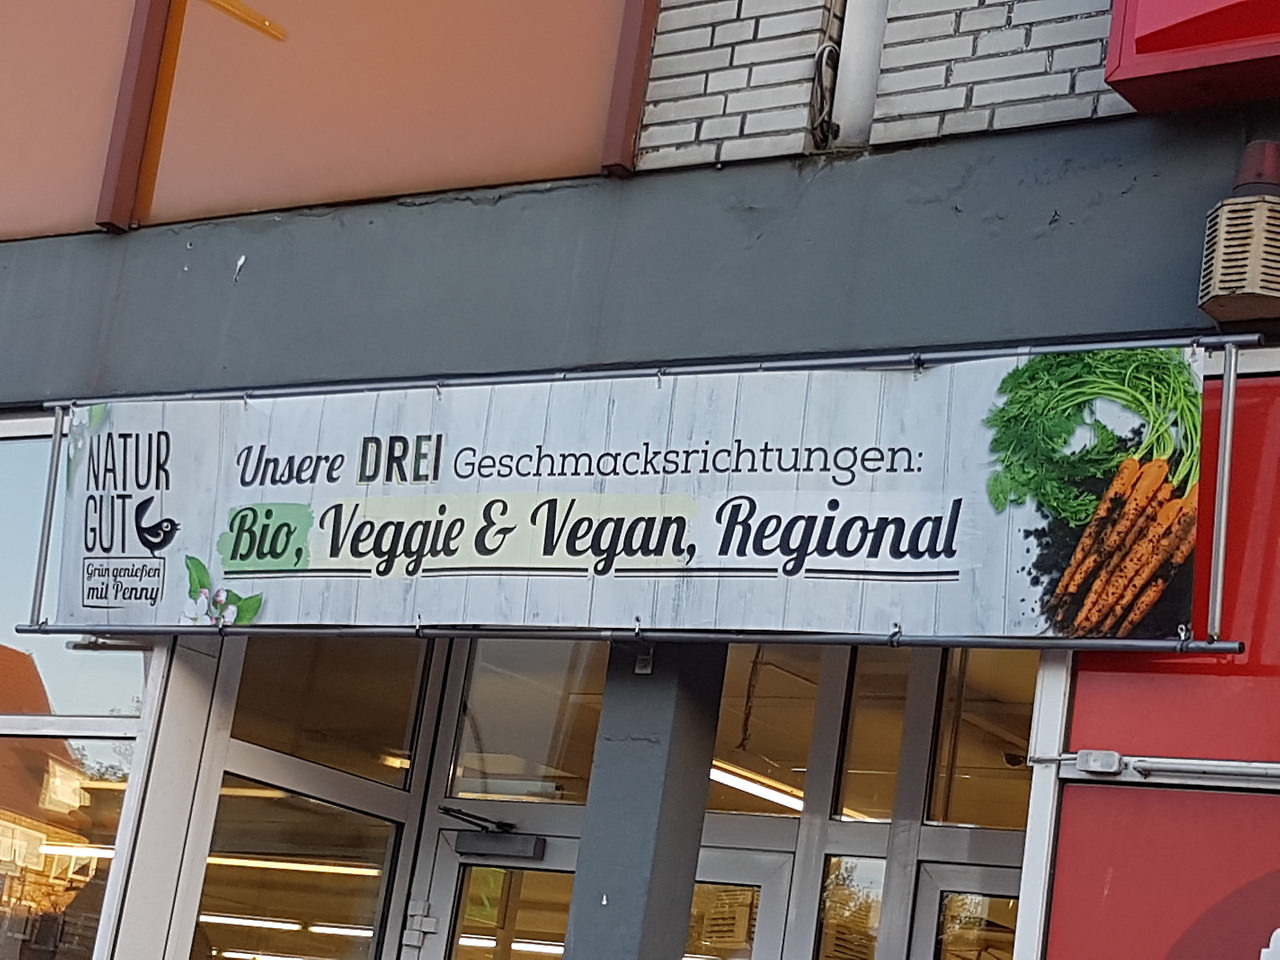 NATUR
GUT
Grün genießen
mit Penny
Unsere DREI Geschmacksrichtungen:
Bio, Veggie & Vegan, Regional